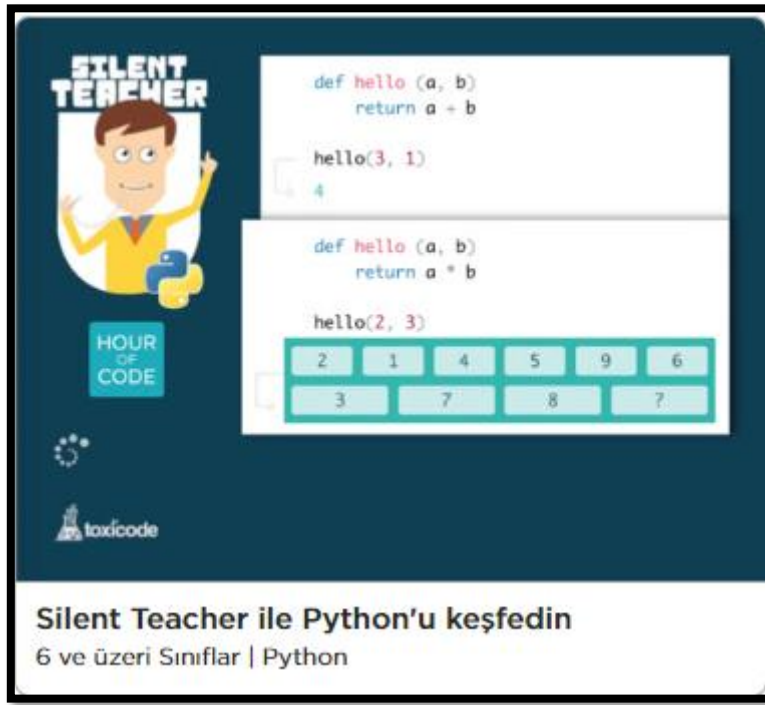 SILENT
TEACHER
def hello (a, b)
return a + b
hello(3, 1)
4
def hello (a, b)
return a * b
hello(2, 3)
2 1 4 5 9 6
3 7 8 ?
HOUR
OF
CODE
toxicode
Silent Teacher ile Python'u keşfedin
6 ve üzeri Sınıflar | Python